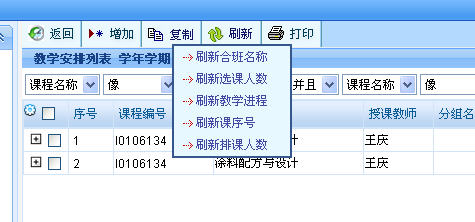 返回 增加 复制 刷新 打印
教学安排列表 学年学期
刷新合班名称
刷新选课人数
刷新教学进程
刷新课序号
刷新排课人数
课程名称 像 并且 课程名称 像
序号 课程编号 授课教师 分组名
1 I0106134 计 王庆
2 I0106134 涂料配方与设计 王庆